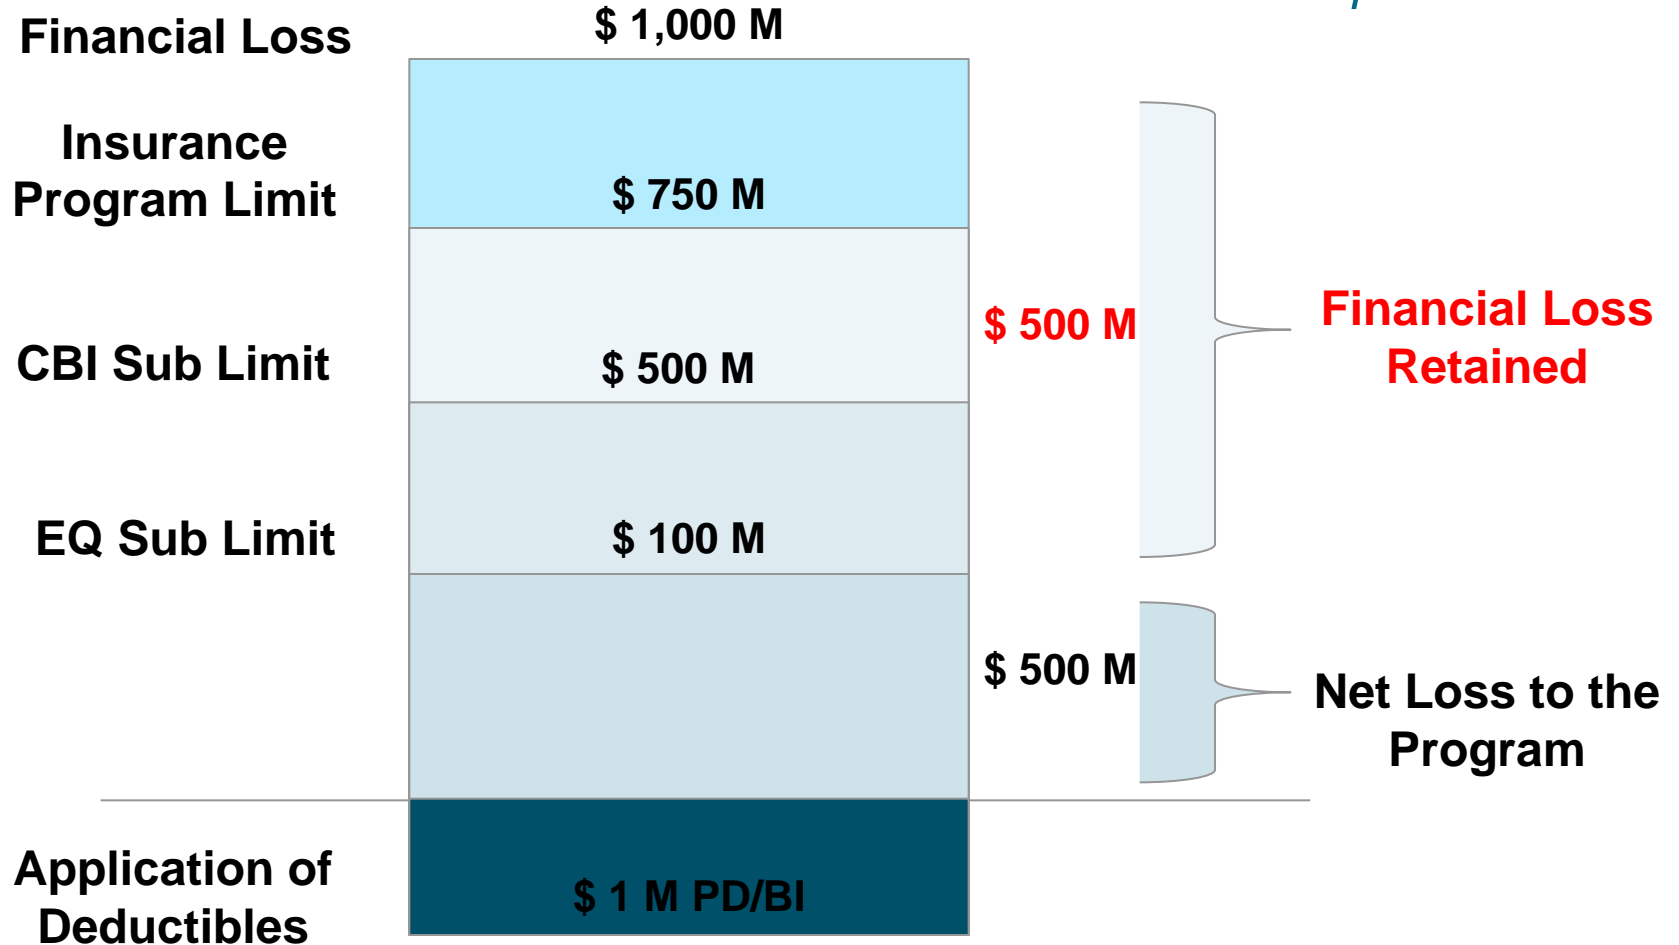 Financial Loss
$ 1,000 M
Insurance
Program Limit
$ 750 M
CBI Sub Limit
$ 500 M
$ 500 M
Financial Loss
Retained
EQ Sub Limit
$ 100 M
$ 500 M
Net Loss to the
Program
Application of
Deductibles
$ 1 M PD/BI